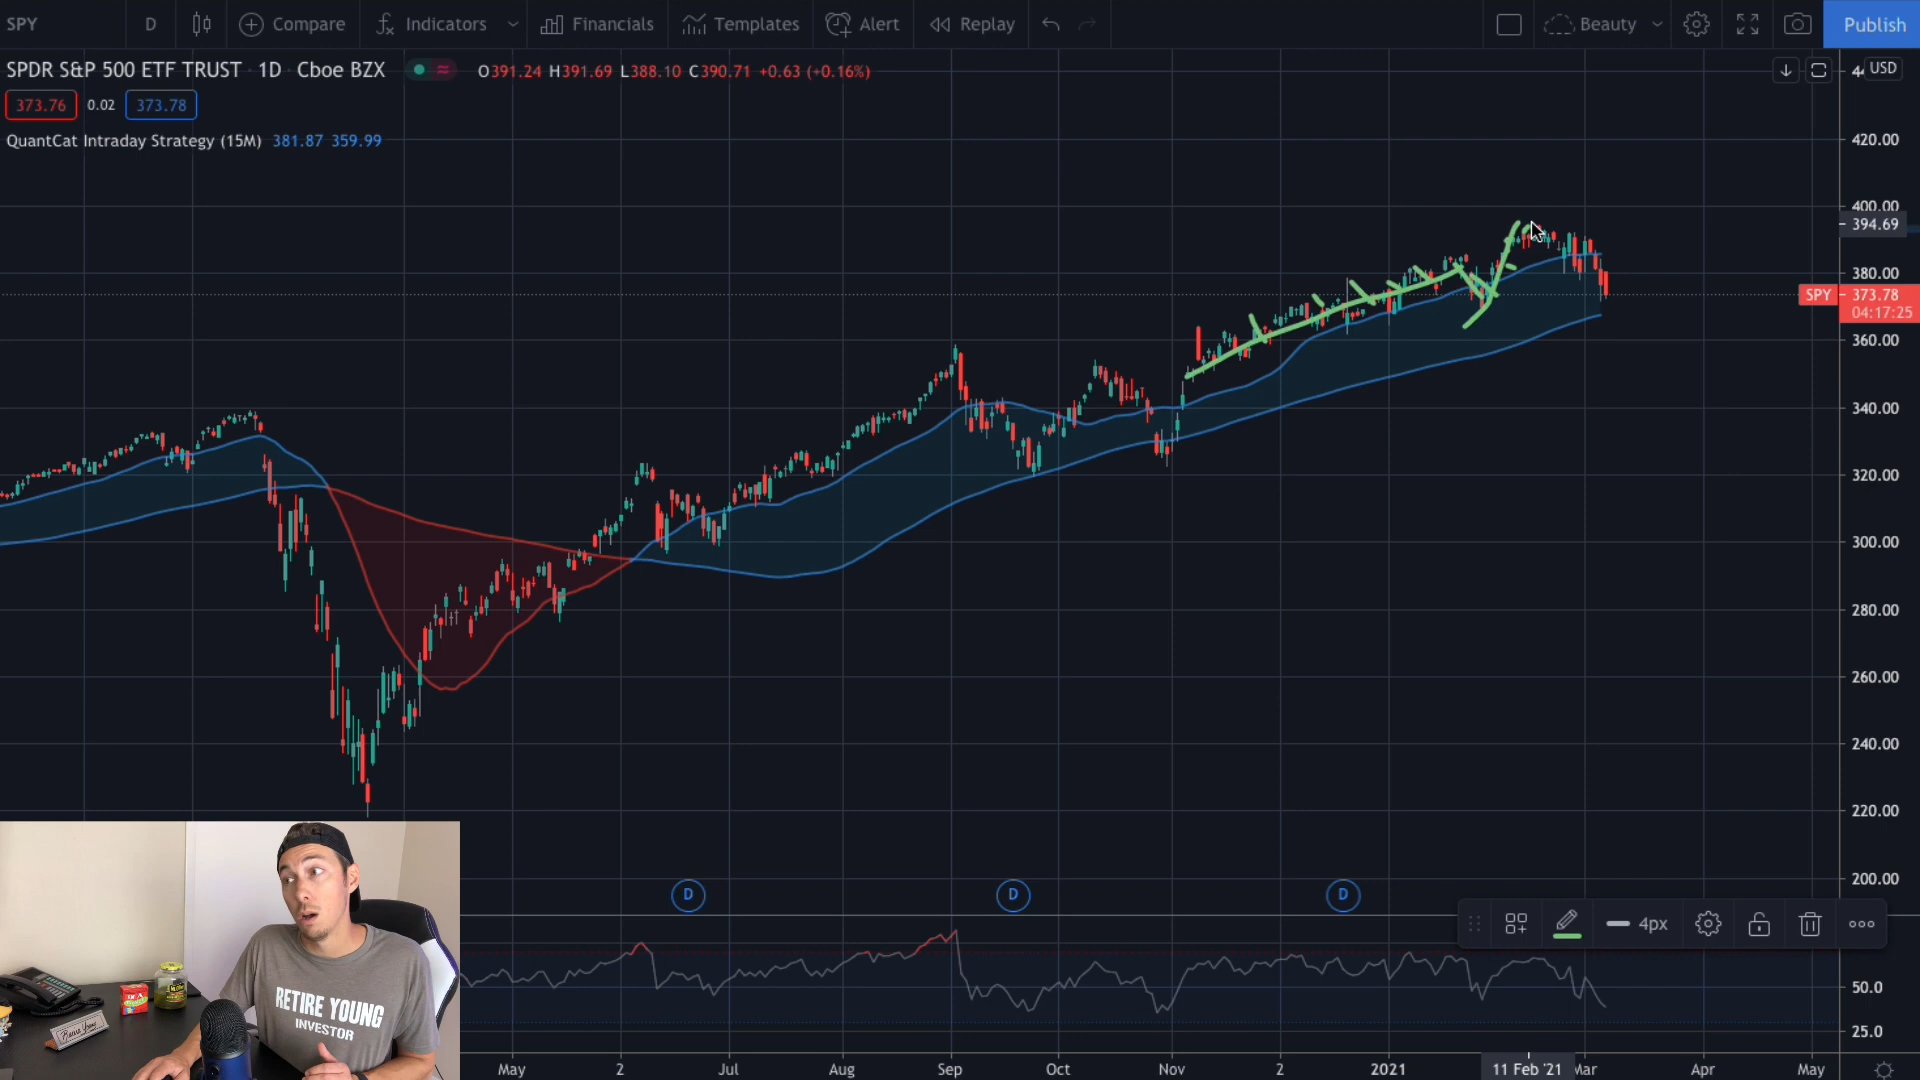 SPY D Compare Indicators Financials Templates Alert Replay Beauty Publish
SPDR S&P 500 ETF TRUST · 1D · Cboe BZX O391.24 H391.69 L388.10 C390.71 +0.63 (+0.16%)
USD
373.76 0.02 373.78
QuantCat Intraday Strategy (15M) 381.87 359.99
420.00
400.00
394.69
380.00
SPY 373.78
04:17:25
360.00
340.00
320.00
300.00
280.00
260.00
240.00
220.00
200.00
D D D
4px
50.0
25.0
RETIRE YOUNG
INVESTOR
May 2 Jul Aug Sep Oct Nov 2 2021 11 Feb '21 Mar Apr May